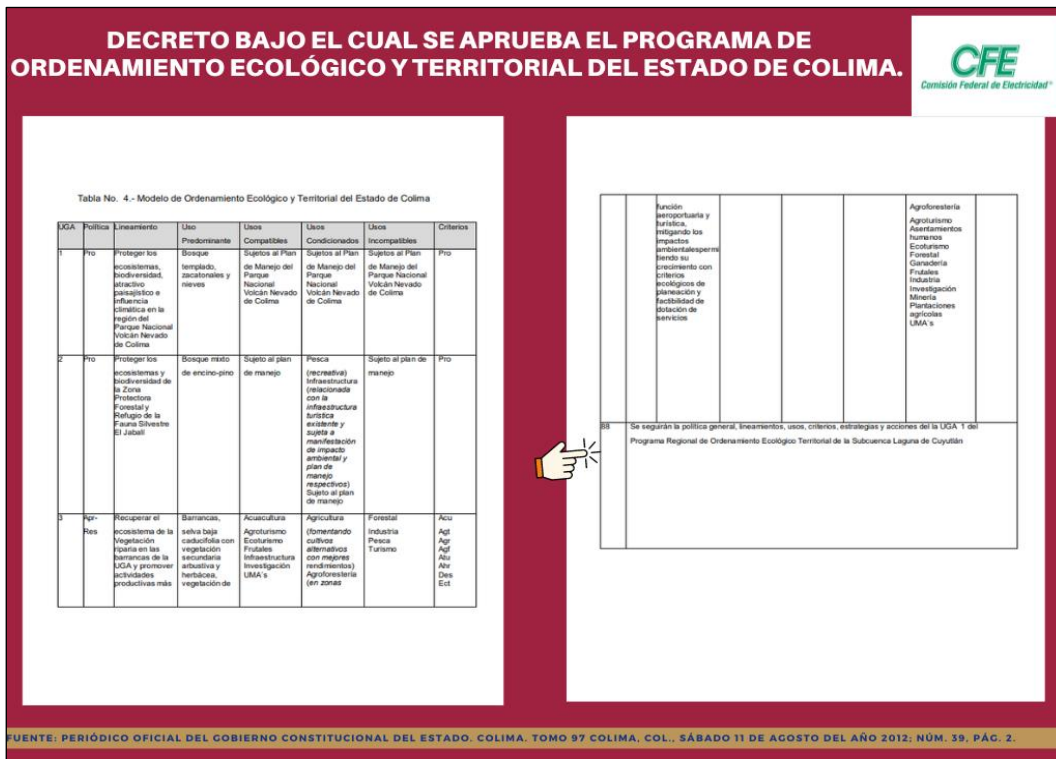 DECRETO BAJO EL CUAL SE APRUEBA EL PROGRAMA DE
ORDENAMIENTO ECOLÓGICO Y TERRITORIAL DEL ESTADO DE COLIMA.
CFE
Comisión Federal de Electricidad®
Tabla No. 4.- Modelo de Ordenamiento Ecológico y Territorial del Estado de Colima
UGA Política Lineamiento Uso Predominante Usos Compatibles Usos Condicionados Usos Incompatibles Criterios
1
Pro
Proteger los
ecosistemas,
biodiversidad,
atractivo
paisajístico e
influencia
climática en la
región del
Parque Nacional
Volcán Nevado
de Colima
Bosque
templado,
zacatonales y
nieves
Sujetos al Plan
de Manejo del
Parque
Nacional
Volcán Nevado
de Colima
Sujetos al Plan
de Manejo del
Parque
Nacional
Volcán Nevado
de Colima
Sujetos al Plan
de Manejo del
Parque Nacional
Volcán Nevado
de Colima
Pro
2
Pro
Proteger los
ecosistemas y
biodiversidad de
la Zona
Protectora
Forestal y
Refugio de la
Fauna Silvestre
El Jabalí
Bosque mixto
de encino-pino
Sujeto al plan
de manejo
Pesca
(recreativa)
Infraestructura
(relacionada
con la
infraestructura
turística
existente y
sujeta a
manifestación
de impacto
ambiental y
plan de
manejo
respectivos)
Sujeto al plan
de manejo
Sujeto al plan de
manejo
Pro
3
Apr-
Res
Recuperar el
ecosistema de la
Vegetación
riparia en las
barrancas de la
UGA y promover
actividades
productivas más
Barrancas,
selva baja
caducifolia con
vegetación
secundaria
arbustiva y
herbácea,
vegetación de
Acuacultura
Agroturismo
Ecoturismo
Frutales
Infraestructura
Investigación
UMA's
Agricultura
(fomentando
cultivos
alternativos
con mejores
rendimientos)
Agroforestería
(en zonas
Forestal
Industria
Pesca
Turismo
Acu
Agt
Agr
Agf
Atu
Ahr
Des
Ect
función
aeroportuaria y
turística,
mitigando los
impactos
ambientalespermi
tiendo su
crecimiento con
criterios
ecológicos de
planeación y
factibilidad de
dotación de
servicios
Agroforestería
Agroturismo
Asentamientos
humanos
Ecoturismo
Forestal
Ganadería
Frutales
Industria
Investigación
Minería
Plantaciones
agrícolas
UMA's
88
Se seguirán la política general, lineamientos, usos, criterios, estrategias y acciones del la UGA 1 del
Programa Regional de Ordenamiento Ecológico Territorial de la Subcuenca Laguna de Cuyutlán
FUENTE: PERIÓDICO OFICIAL DEL GOBIERNO CONSTITUCIONAL DEL ESTADO. COLIMA. TOMO 97 COLIMA, COL., SÁBADO 11 DE AGOSTO DEL AÑO 2012; NÚM. 39, PÁG. 2.